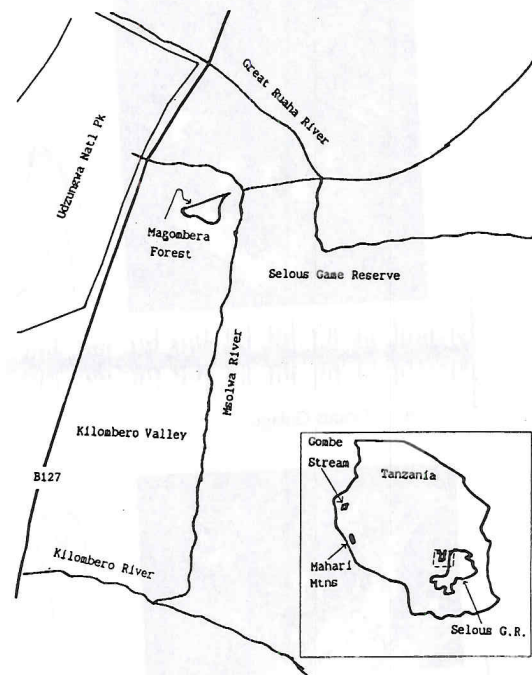 Great Ruaha River
Udzungwa Natl Pk
Magombera
Forest
Selous Game Reserve
Msolwa River
Kilombero Valley
B127
Kilombero River
Gombe
Stream
Tanzania
Mahari
Mtns
Selous G.R.